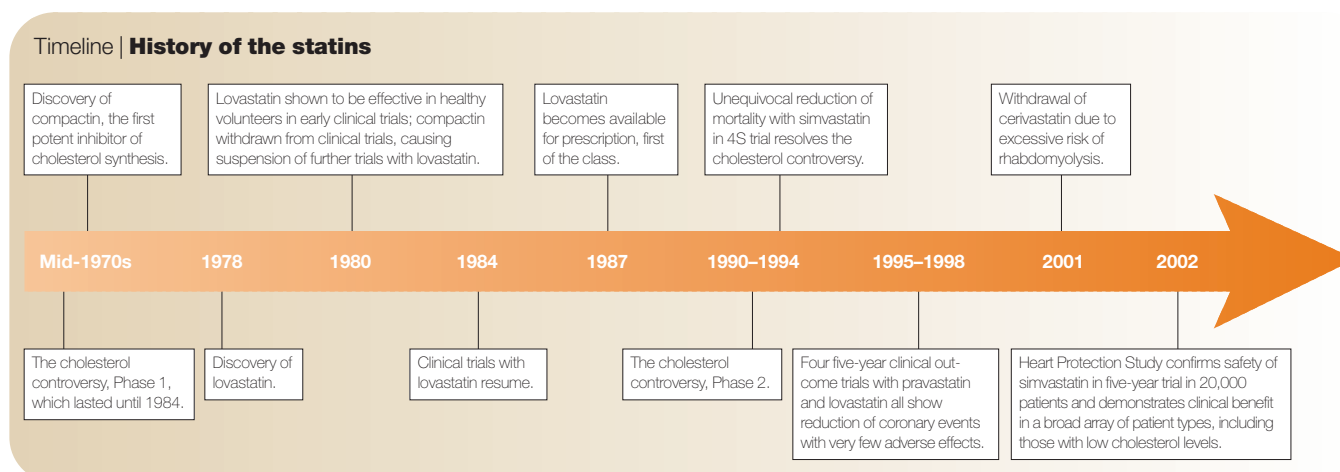 Timeline | History of the statins
Discovery of
compactin, the first
potent inhibitor of
cholesterol synthesis.
Lovastatin shown to be effective in healthy
volunteers in early clinical trials; compactin
withdrawn from clinical trials, causing
suspension of further trials with lovastatin.
Lovastatin
becomes available
for prescription, first
of the class.
Unequivocal reduction of
mortality with simvastatin
in 4S trial resolves the
cholesterol controversy.
Withdrawal of
cerivastatin due to
excessive risk of
rhabdomyolysis.
Mid-1970s 1978 1980 1984 1987 1990–1994 1995–1998 2001 2002
The cholesterol
controversy, Phase 1,
which lasted until 1984.
Discovery of
lovastatin.
Clinical trials with
lovastatin resume.
The cholesterol
controversy, Phase 2.
Four five-year clinical out-
come trials with pravastatin
and lovastatin all show
reduction of coronary events
with very few adverse effects.
Heart Protection Study confirms safety of
simvastatin in five-year trial in 20,000
patients and demonstrates clinical benefit
in a broad array of patient types, including
those with low cholesterol levels.